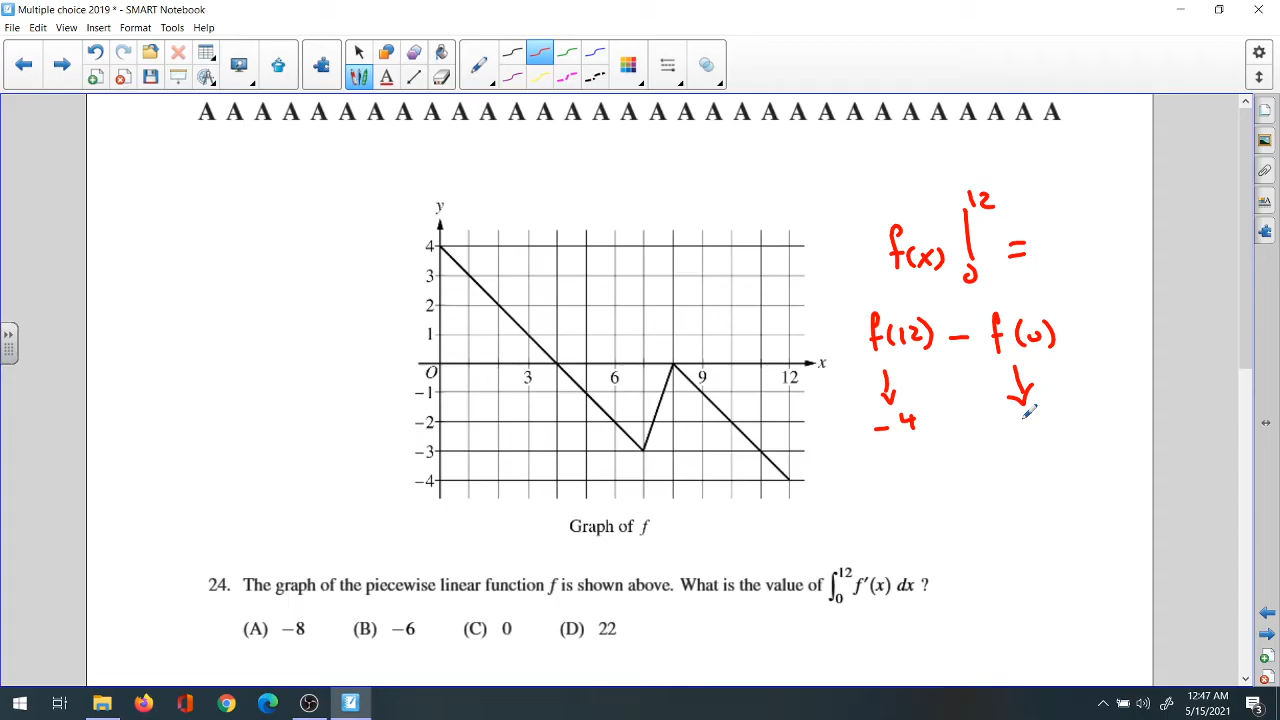 Multiple choice 2019 * - SMART Notebook
File Edit View Insert Format Tools Help
A A A A A A A A A A A A A A A A A A A A A A A A A A A A A A A
y
4
3
2
1
O 3 6 9 12 x
−1
−2
−3
−4
Graph of f
f(x) |₀¹² =
f(12) − f(0)
↓ ↓
−4
24. The graph of the piecewise linear function f is shown above. What is the value of ∫₀¹² f′(x) dx ?
(A) −8 (B) −6 (C) 0 (D) 22
12:47 AM
5/15/2021
3